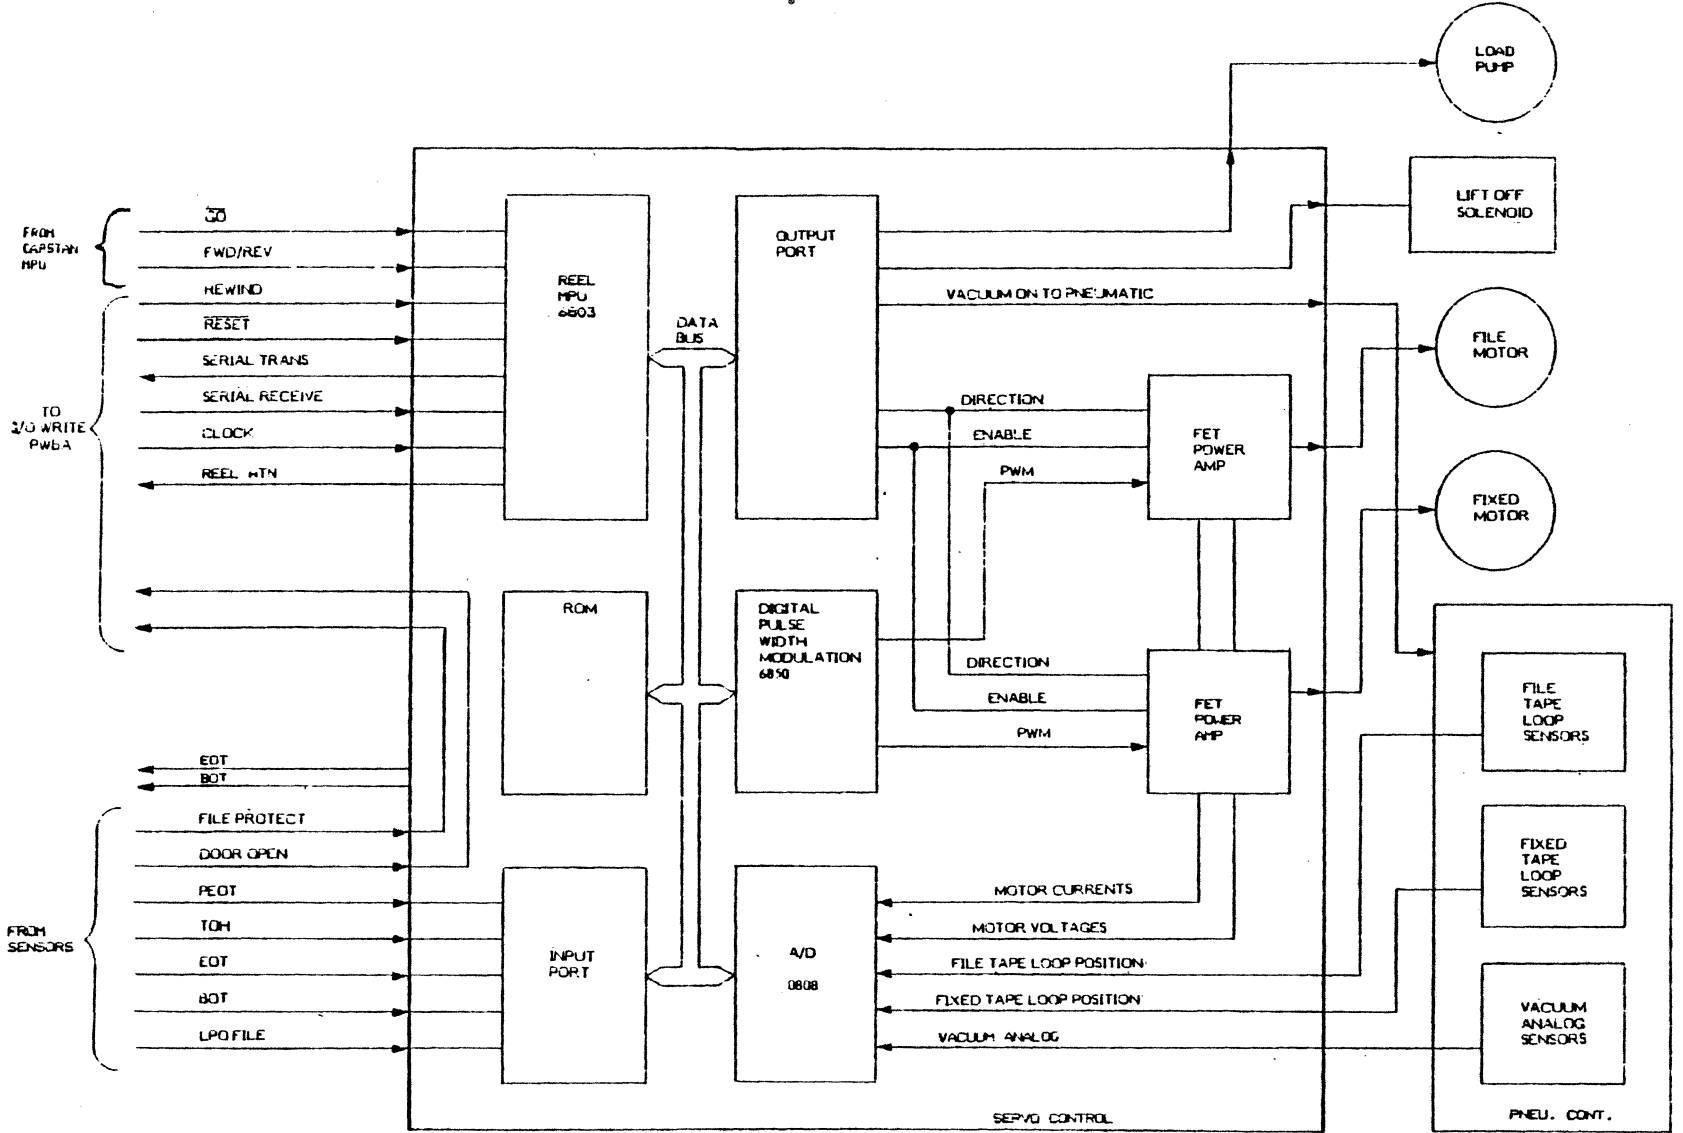 LOAD
PUMP
LIFT OFF
SOLENOID
FROM
CAPSTAN
MPU
GO
FWD/REV
REWIND
RESET
SERIAL TRANS
SERIAL RECEIVE
CLOCK
REEL ATN
TO
I/O WRITE
PWBA
REEL
MPU
6803
DATA
BUS
OUTPUT
PORT
VACUUM ON TO PNEUMATIC
DIRECTION
ENABLE
PWM
FET
POWER
AMP
FILE
MOTOR
FIXED
MOTOR
ROM
DIGITAL
PULSE
WIDTH
MODULATION
6850
DIRECTION
ENABLE
PWM
FET
POWER
AMP
FILE
TAPE
LOOP
SENSORS
EOT
BOT
FILE PROTECT
DOOR OPEN
PEOT
TOH
EOT
BOT
LPO FILE
FROM
SENSORS
INPUT
PORT
A/D
0808
MOTOR CURRENTS
MOTOR VOLTAGES
FILE TAPE LOOP POSITION
FIXED TAPE LOOP POSITION
VACUUM ANALOG
FIXED
TAPE
LOOP
SENSORS
VACUUM
ANALOG
SENSORS
SERVO CONTROL
PNEU. CONT.